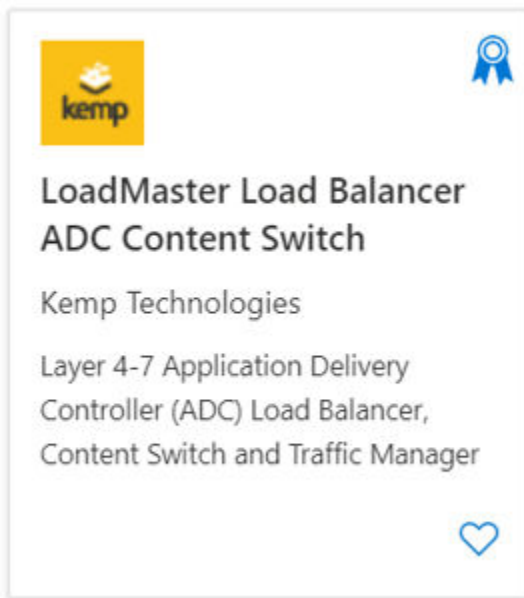 kemp
LoadMaster Load Balancer
ADC Content Switch
Kemp Technologies
Layer 4-7 Application Delivery
Controller (ADC) Load Balancer,
Content Switch and Traffic Manager